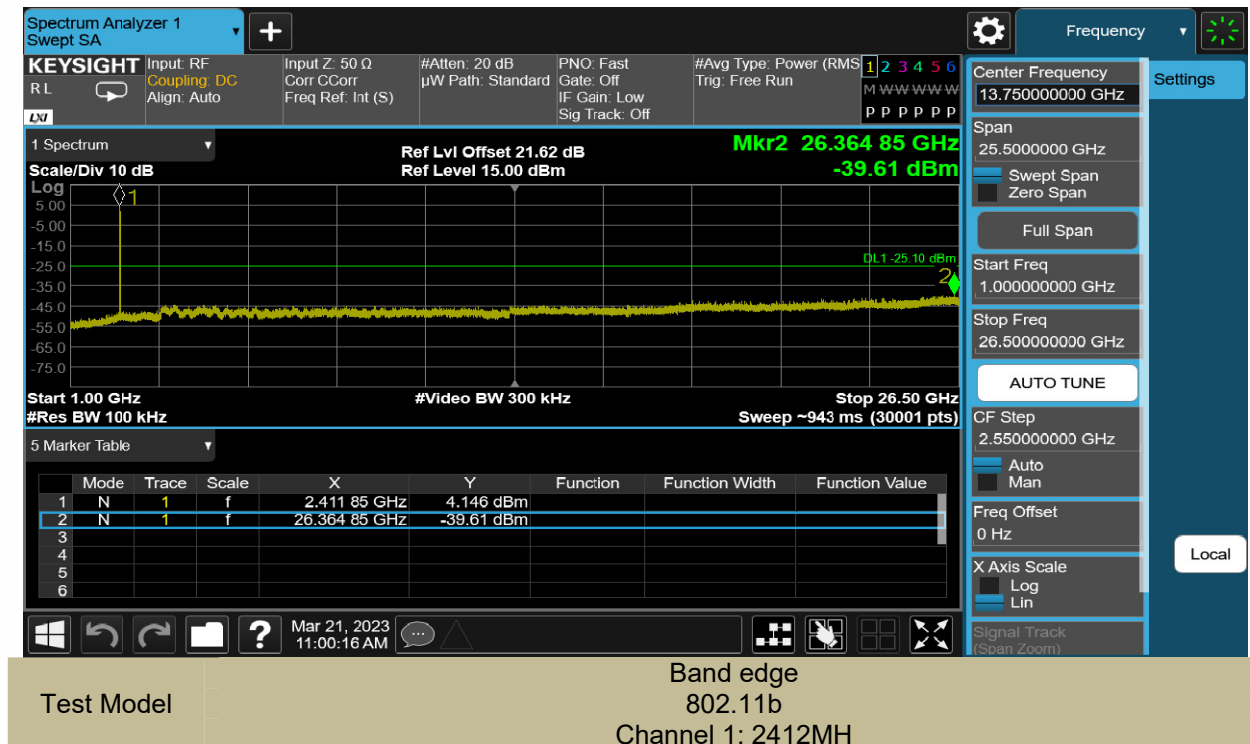 Spectrum Analyzer 1
Swept SA
+
Frequency
KEYSIGHT
R L
LXI
Input: RF
Coupling: DC
Align: Auto
Input Z: 50 Ω
Corr CCorr
Freq Ref: Int (S)
#Atten: 20 dB
µW Path: Standard
PNO: Fast
Gate: Off
IF Gain: Low
Sig Track: Off
#Avg Type: Power (RMS
Trig: Free Run
1 2 3 4 5 6
M W W W W W
P P P P P P
1 Spectrum
Scale/Div 10 dB
Ref Lvl Offset 21.62 dB
Ref Level 15.00 dBm
Mkr2 26.364 85 GHz
-39.61 dBm
Log
5.00
-5.00
-15.0
-25.0
-35.0
-45.0
-55.0
-65.0
-75.0
1
DL1 -25.10 dBm
2
Start 1.00 GHz
#Video BW 300 kHz
Stop 26.50 GHz
#Res BW 100 kHz
Sweep ~943 ms (30001 pts)
5 Marker Table
Mode Trace Scale X Y Function Function Width Function Value
1 N 1 f 2.411 85 GHz 4.146 dBm
2 N 1 f 26.364 85 GHz -39.61 dBm
3
4
5
6
?
Mar 21, 2023
11:00:16 AM
Center Frequency
13.750000000 GHz
Settings
Span
25.5000000 GHz
Swept Span
Zero Span
Full Span
Start Freq
1.000000000 GHz
Stop Freq
26.500000000 GHz
AUTO TUNE
CF Step
2.550000000 GHz
Auto
Man
Freq Offset
0 Hz
Local
X Axis Scale
Log
Lin
Signal Track
(Span Zoom)
Test Model
Band edge
802.11b
Channel 1: 2412MH